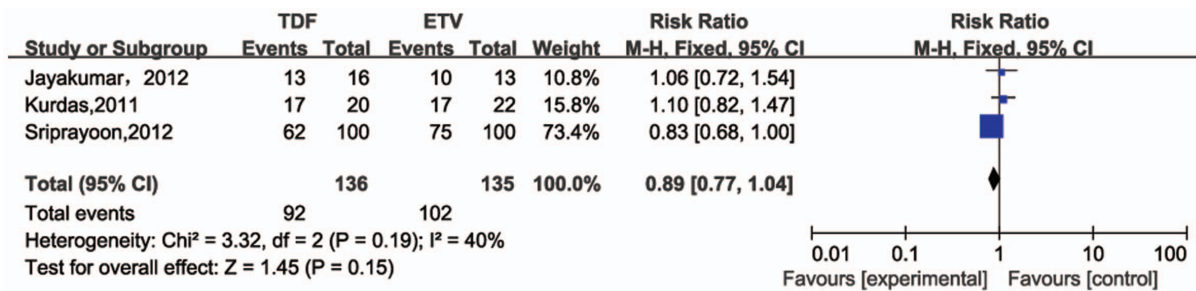 TDF ETV Risk Ratio Risk Ratio
Study or Subgroup Events Total Events Total Weight M-H, Fixed, 95% CI M-H, Fixed, 95% CI
Jayakumar, 2012 13 16 10 13 10.8% 1.06 [0.72, 1.54]
Kurdas,2011 17 20 17 22 15.8% 1.10 [0.82, 1.47]
Sriprayoon,2012 62 100 75 100 73.4% 0.83 [0.68, 1.00]
Total (95% CI) 136 135 100.0% 0.89 [0.77, 1.04]
Total events 92 102
Heterogeneity: Chi² = 3.32, df = 2 (P = 0.19); I² = 40%
Test for overall effect: Z = 1.45 (P = 0.15)
0.01 0.1 1 10 100
Favours [experimental] Favours [control]